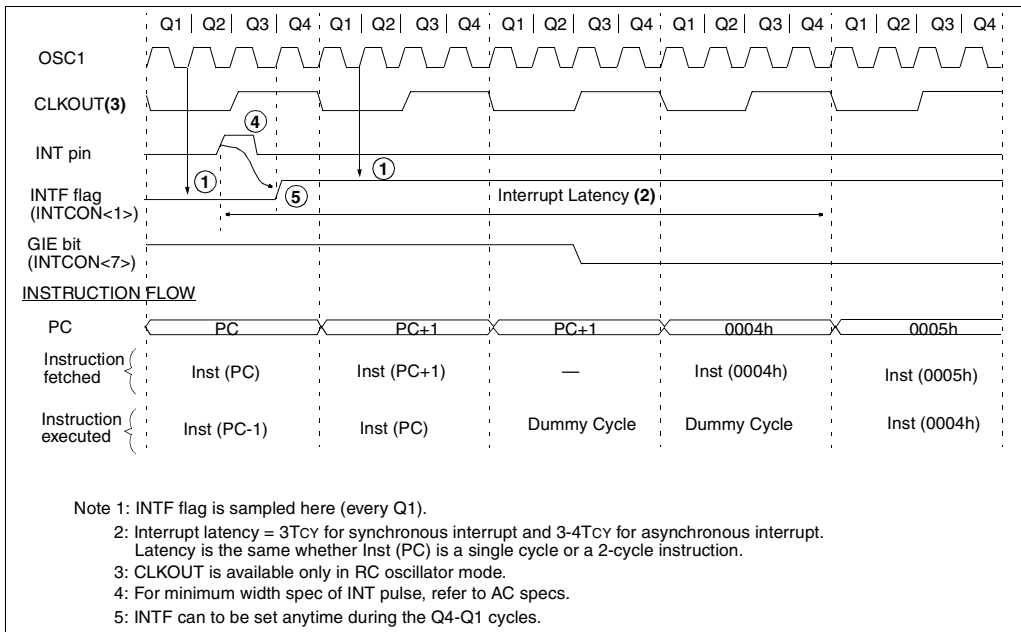 Q1 | Q2 | Q3 | Q4 Q1 | Q2 | Q3 | Q4 Q1 | Q2 | Q3 | Q4 Q1 | Q2 | Q3 | Q4 Q1 | Q2 | Q3 | Q4
OSC1
CLKOUT(3)
4
INT pin
1 1
INTF flag
(INTCON<1>)
5
Interrupt Latency (2)
GIE bit
(INTCON<7>)
INSTRUCTION FLOW
PC PC PC+1 PC+1 0004h 0005h
Instruction
fetched
Inst (PC) Inst (PC+1) — Inst (0004h) Inst (0005h)
Instruction
executed
Inst (PC-1) Inst (PC) Dummy Cycle Dummy Cycle Inst (0004h)
Note 1: INTF flag is sampled here (every Q1).
2: Interrupt latency = 3TCY for synchronous interrupt and 3-4TCY for asynchronous interrupt.
Latency is the same whether Inst (PC) is a single cycle or a 2-cycle instruction.
3: CLKOUT is available only in RC oscillator mode.
4: For minimum width spec of INT pulse, refer to AC specs.
5: INTF can to be set anytime during the Q4-Q1 cycles.